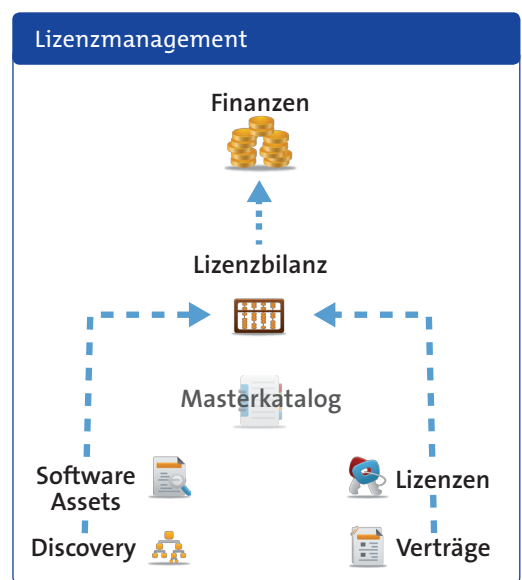 Lizenzmanagement
Finanzen
Lizenzbilanz
Masterkatalog
Software
Assets
Lizenzen
Discovery
Verträge